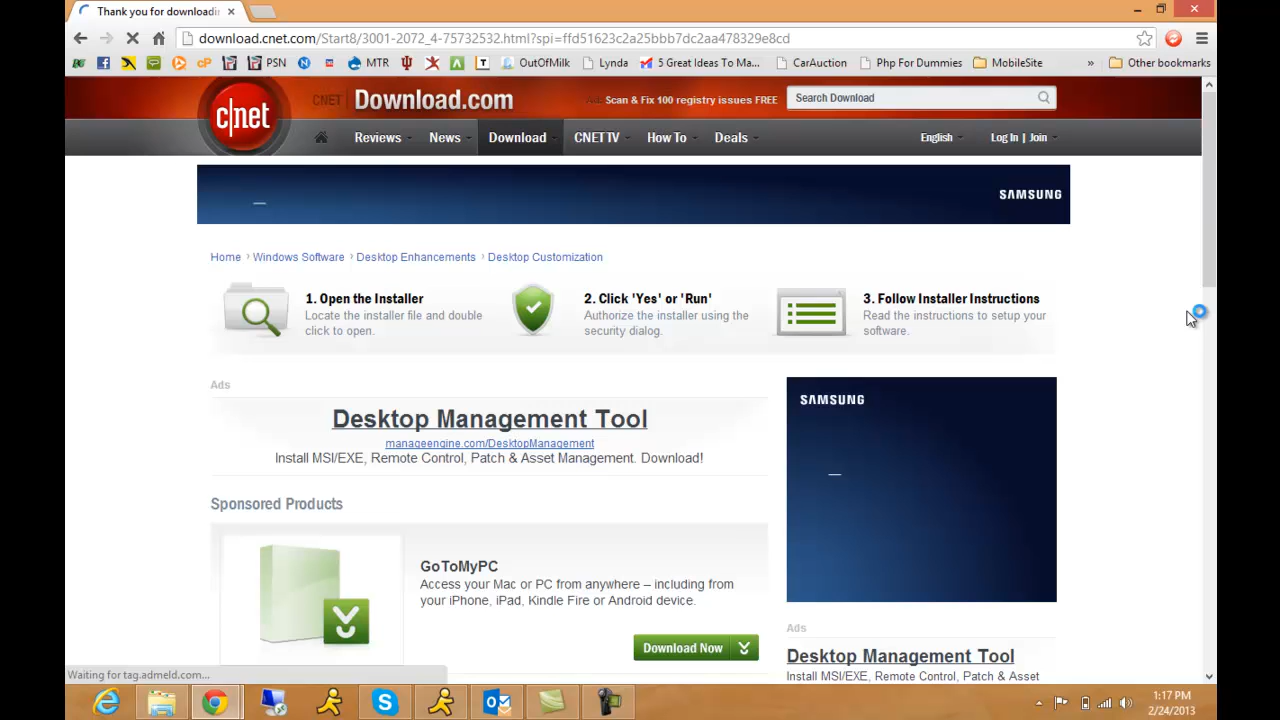 Thank you for downloadin
download.cnet.com/Start8/3001-2072_4-75732532.html?spi=ffd51623c2a25bbb7dc2aa478329e8cd
PSN MTR OutOfMilk Lynda 5 Great Ideas To Ma... CarAuction Php For Dummies MobileSite » Other bookmarks
c|net CNET Download.com Ad: Scan & Fix 100 registry issues FREE Search Download
Reviews News Download CNET TV How To Deals English Log In | Join
SAMSUNG
Home › Windows Software › Desktop Enhancements › Desktop Customization
1. Open the Installer
Locate the installer file and double
click to open.
2. Click 'Yes' or 'Run'
Authorize the installer using the
security dialog.
3. Follow Installer Instructions
Read the instructions to setup your
software.
Ads
Desktop Management Tool
manageengine.com/DesktopManagement
Install MSI/EXE, Remote Control, Patch & Asset Management. Download!
SAMSUNG
Sponsored Products
GoToMyPC
Access your Mac or PC from anywhere – including from
your iPhone, iPad, Kindle Fire or Android device.
Download Now
Ads
Desktop Management Tool
Install MSI/EXE, Remote Control, Patch & Asset
Waiting for tag.admeld.com...
1:17 PM
2/24/2013